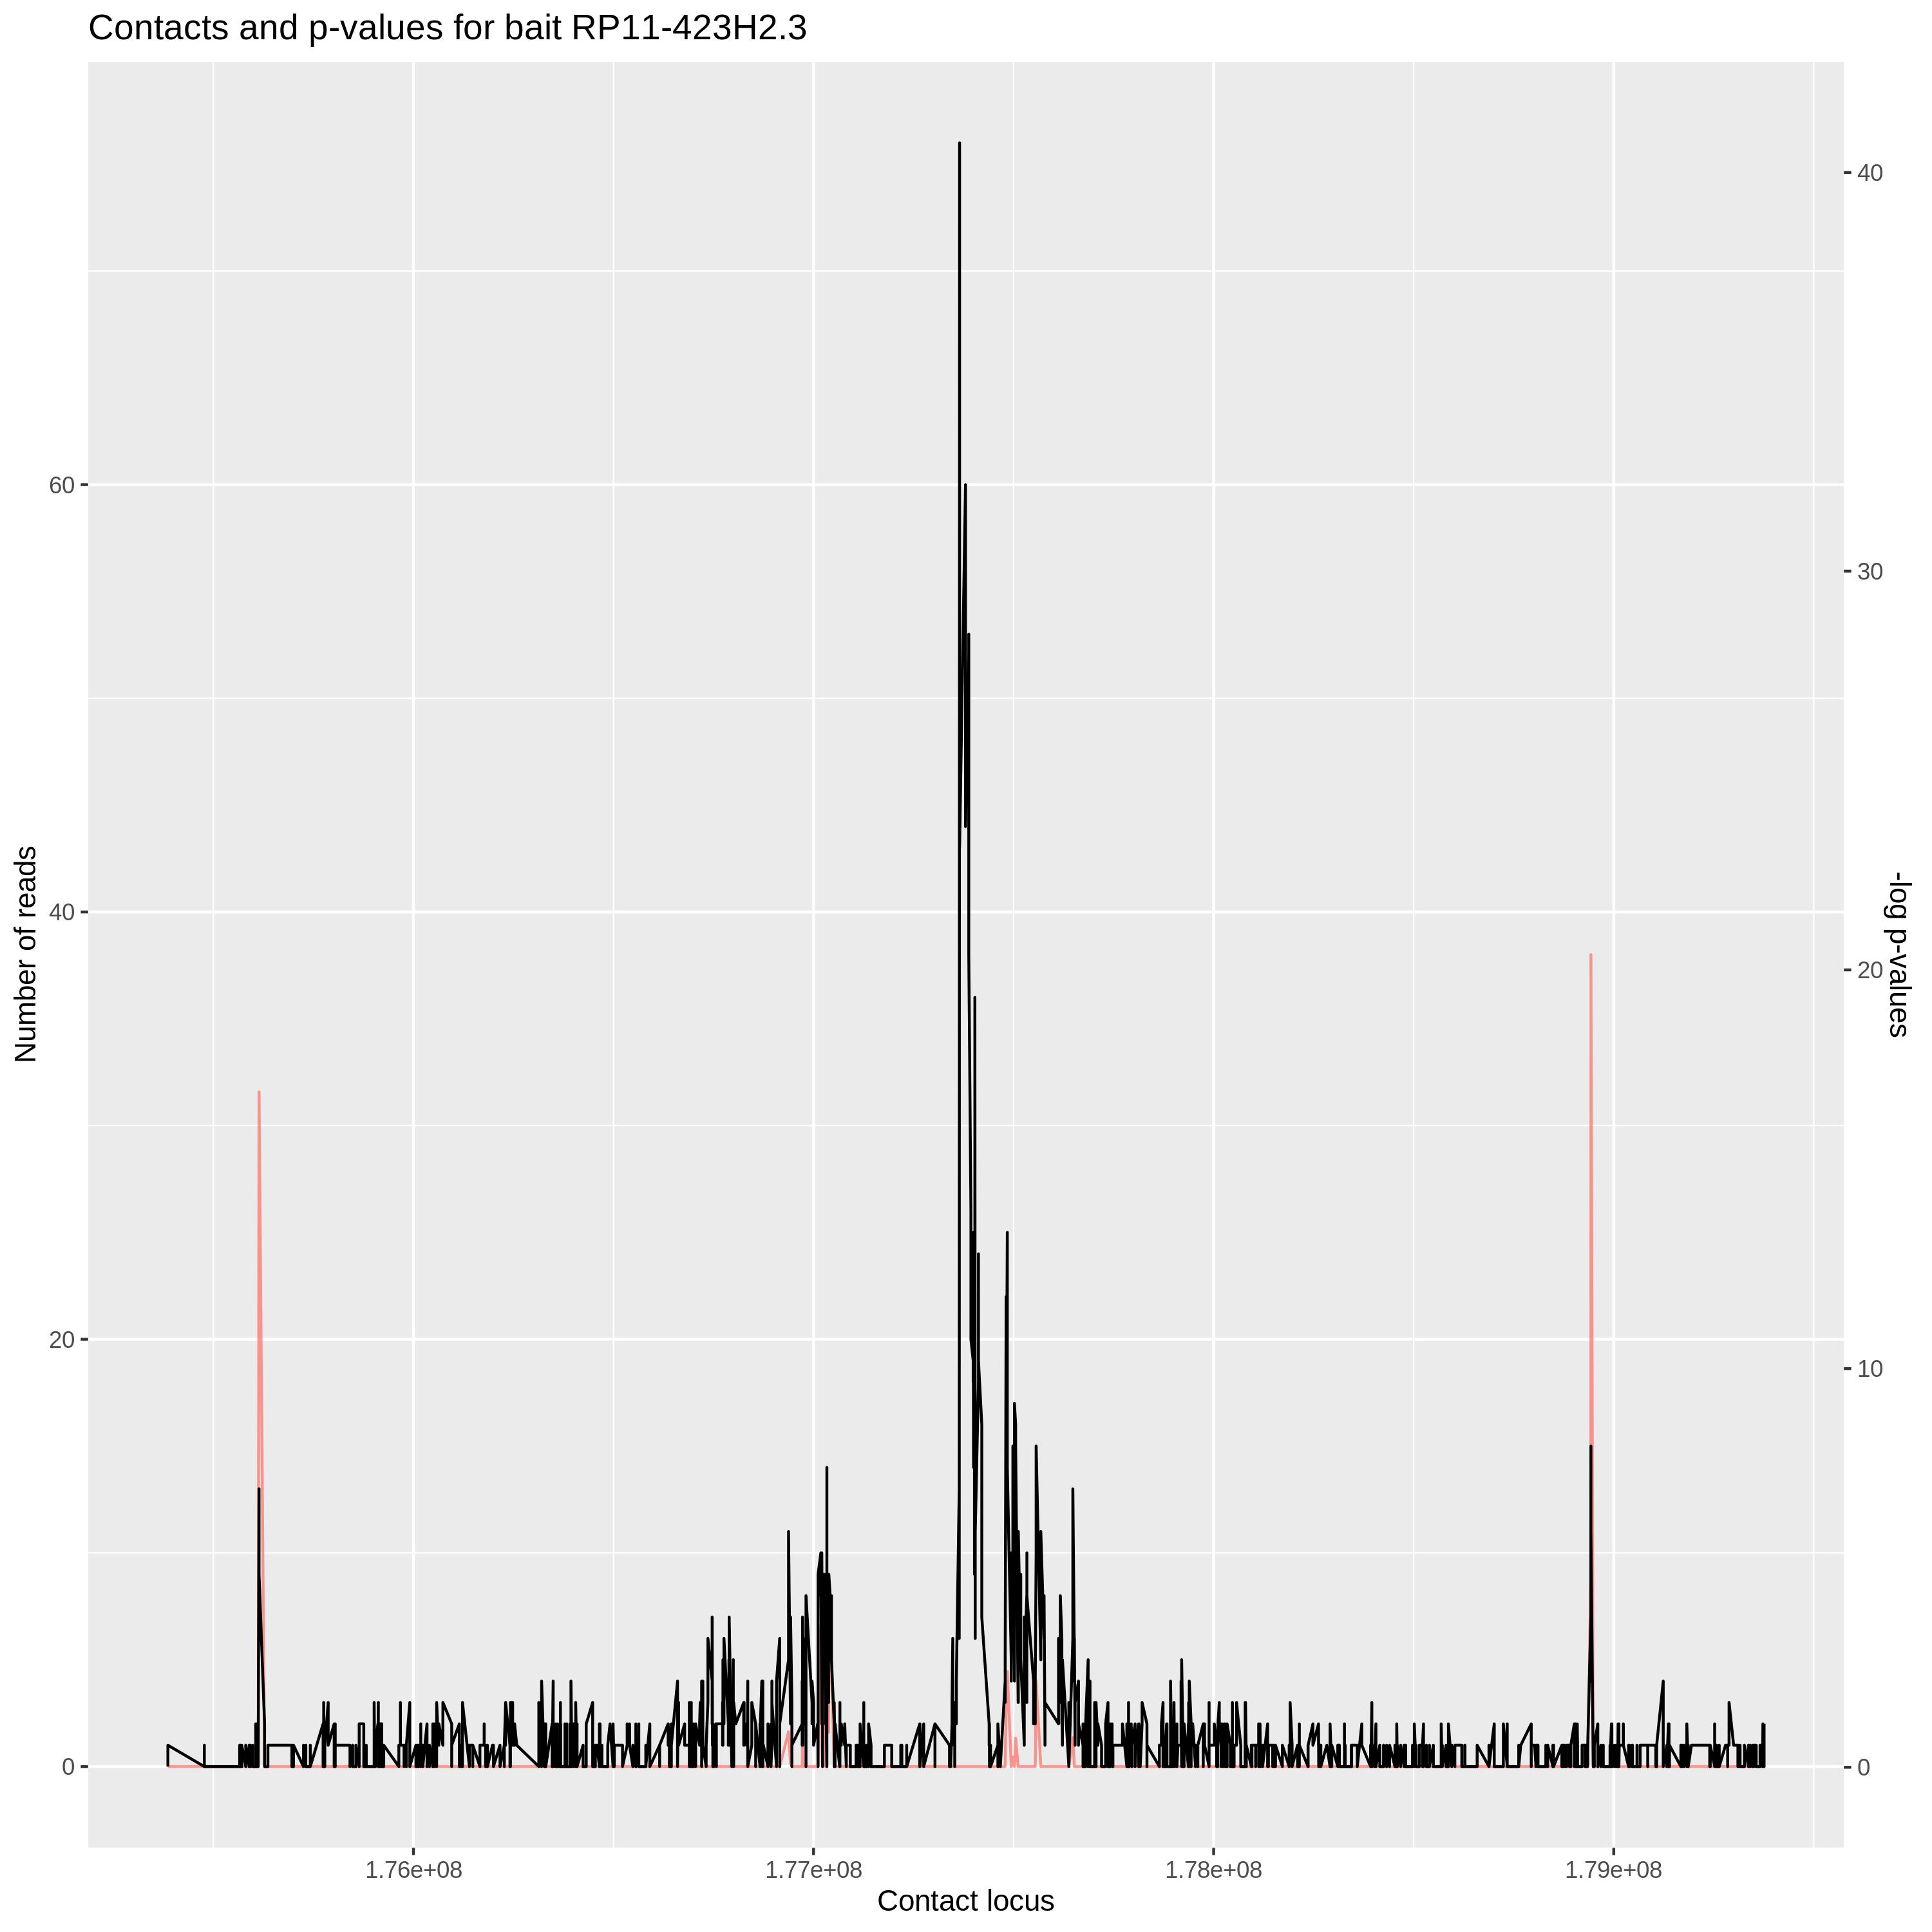 Contacts and p-values for bait RP11-423H2.3
Number of reads
60
40
20
0
40
30
20
10
0
-log p-values
1.76e+08 1.77e+08 1.78e+08 1.79e+08
Contact locus